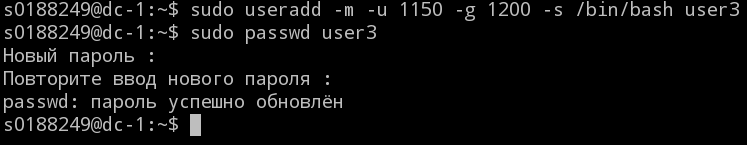 s0188249@dc-1:~$ sudo useradd -m -u 1150 -g 1200 -s /bin/bash user3
s0188249@dc-1:~$ sudo passwd user3
Новый пароль :
Повторите ввод нового пароля :
passwd: пароль успешно обновлён
s0188249@dc-1:~$